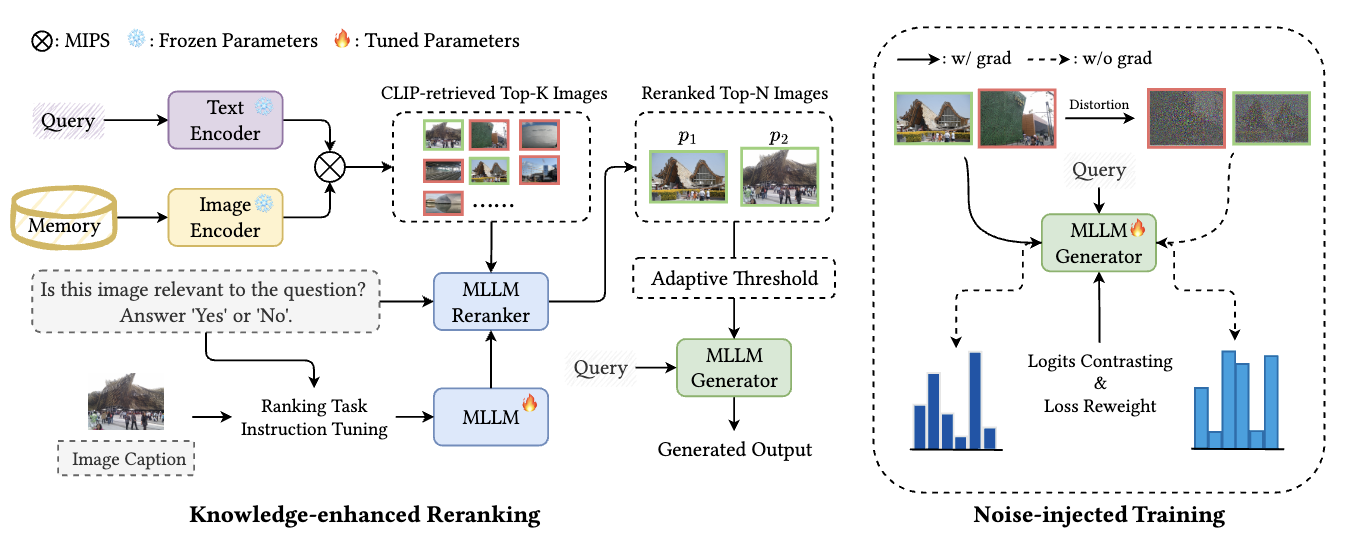 ⊗: MIPS ❄: Frozen Parameters 🔥: Tuned Parameters
Query
Text
Encoder
Memory
Image
Encoder
CLIP-retrieved Top-K Images
......
Reranked Top-N Images
p1 p2
Is this image relevant to the question?
Answer 'Yes' or 'No'.
MLLM
Reranker
Adaptive Threshold
Image Caption
Ranking Task
Instruction Tuning
MLLM
Query
MLLM
Generator
Generated Output
Knowledge-enhanced Reranking
: w/ grad : w/o grad
Distortion
Query
MLLM
Generator
Logits Contrasting
&
Loss Reweight
Noise-injected Training